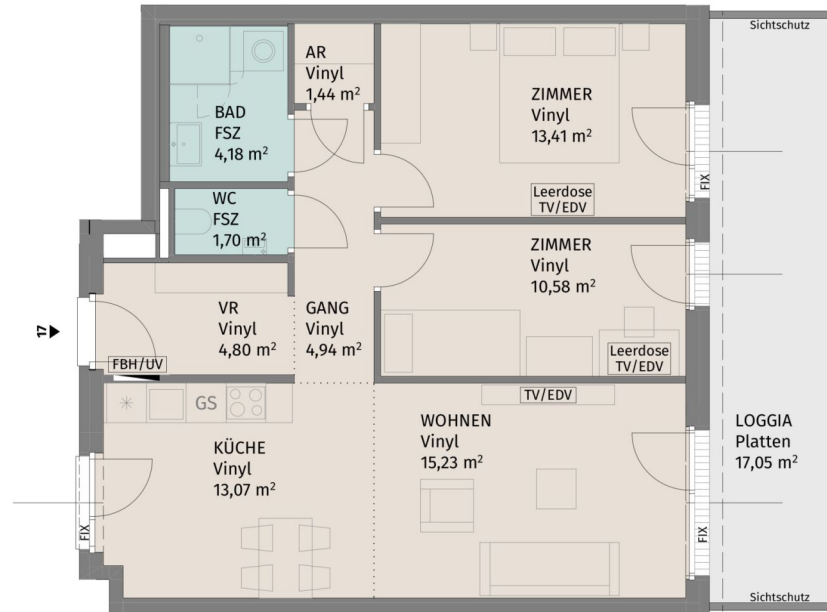 Sichtschutz
AR
Vinyl
1,44 m²
BAD
FSZ
4,18 m²
ZIMMER
Vinyl
13,41 m²
FIX
Leerdose
TV/EDV
WC
FSZ
1,70 m²
ZIMMER
Vinyl
10,58 m²
17
VR
Vinyl
4,80 m²
GANG
Vinyl
4,94 m²
FBH/UV
Leerdose
TV/EDV
GS
TV/EDV
KÜCHE
Vinyl
13,07 m²
WOHNEN
Vinyl
15,23 m²
LOGGIA
Platten
17,05 m²
FIX
FIX
Sichtschutz